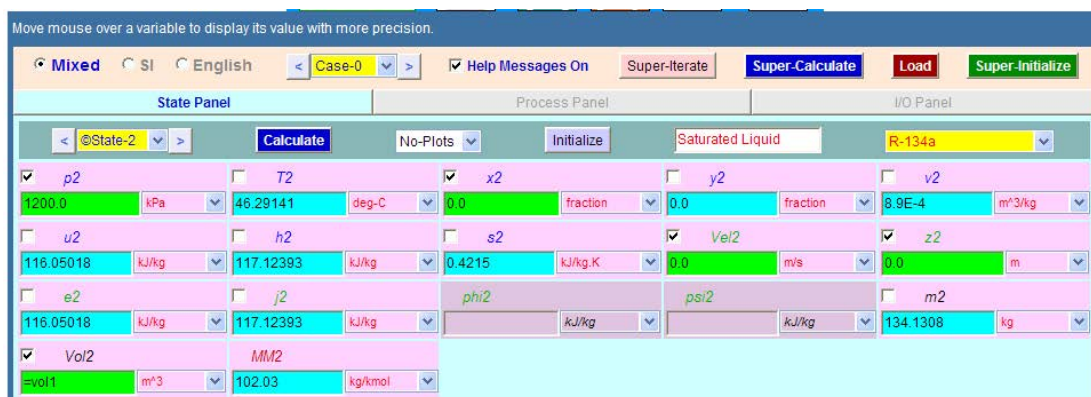 Move mouse over a variable to display its value with more precision.
Mixed SI English < Case-0 > Help Messages On Super-Iterate Super-Calculate Load Super-Initialize
State Panel Process Panel I/O Panel
< ©State-2 > Calculate No-Plots Initialize Saturated Liquid R-134a
p2 T2 x2 y2 v2
1200.0 kPa 46.29141 deg-C 0.0 fraction 0.0 fraction 8.9E-4 m^3/kg
u2 h2 s2 Vel2 z2
116.05018 kJ/kg 117.12393 kJ/kg 0.4215 kJ/kg.K 0.0 m/s 0.0 m
e2 j2 phi2 psi2 m2
116.05018 kJ/kg 117.12393 kJ/kg kJ/kg kJ/kg 134.1308 kg
Vol2 MM2
=vol1 m^3 102.03 kg/kmol